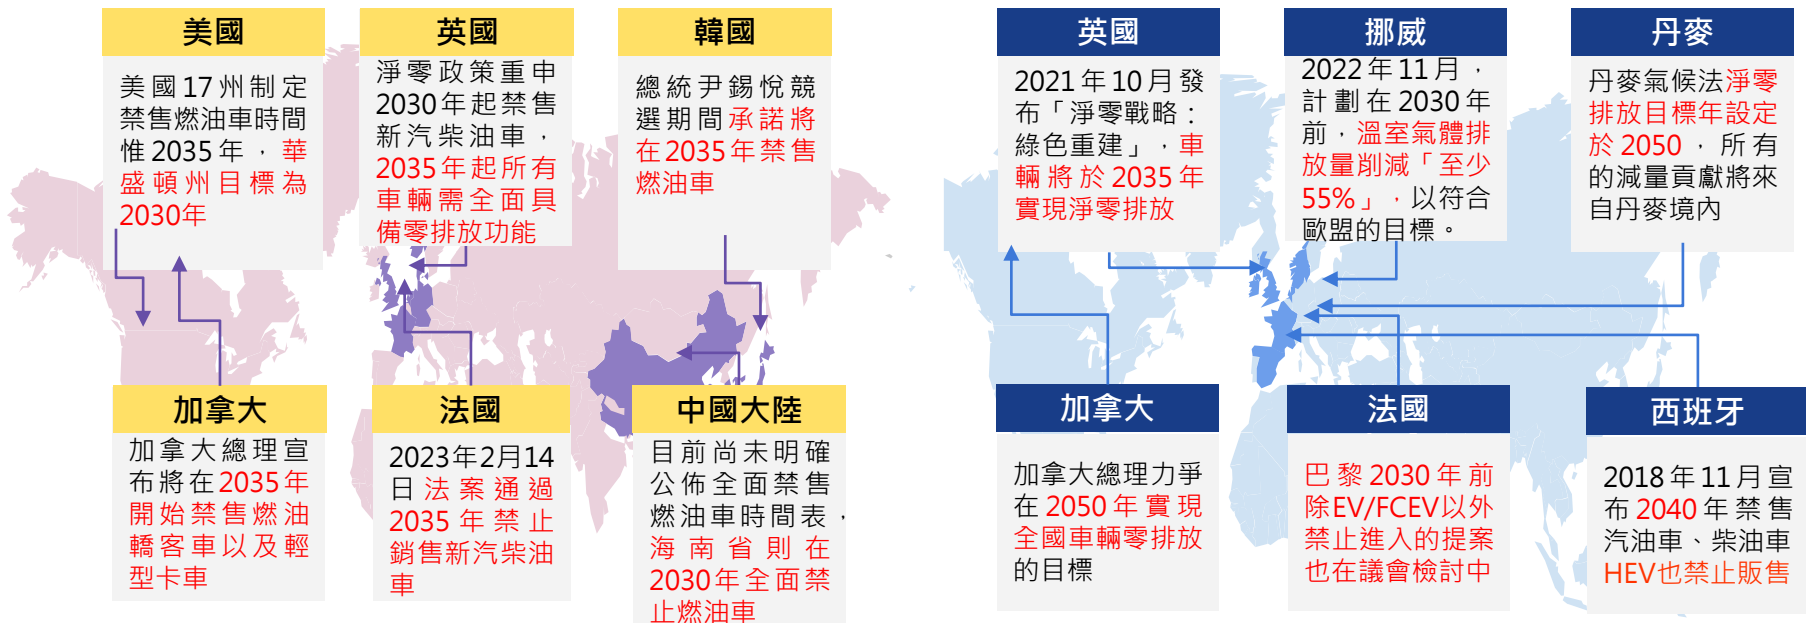 美國
美國17州制定
禁售燃油車時間
惟2035年，華
盛頓州目標為
2030年
英國
淨零政策重申
2030年起禁售
新汽柴油車，
2035年起所有
車輛需全面具
備零排放功能
韓國
總統尹錫悅競
選期間承諾將
在2035年禁售
燃油車
加拿大
加拿大總理宣
布將在2035年
開始禁售燃油
轎客車以及輕
型卡車
法國
2023年2月14
日法案通過
2035年禁止
銷售新汽柴油
車
中國大陸
目前尚未明確
公佈全面禁售
燃油車時間表，
海南省則在
2030年全面禁
止燃油車
英國
2021年10月發
布「淨零戰略：
綠色重建」，車
輛將於2035年
實現淨零排放
挪威
2022年11月，
計劃在2030年
前，溫室氣體排
放量削減「至少
55%」，以符合
歐盟的目標。
丹麥
丹麥氣候法淨零
排放目標年設定
於2050，所有
的減量貢獻將來
自丹麥境內
加拿大
加拿大總理力爭
在2050年實現
全國車輛零排放
的目標
法國
巴黎2030年前
除EV/FCEV以外
禁止進入的提案
也在議會檢討中
西班牙
2018年11月宣
布2040年禁售
汽油車、柴油車
HEV也禁止販售